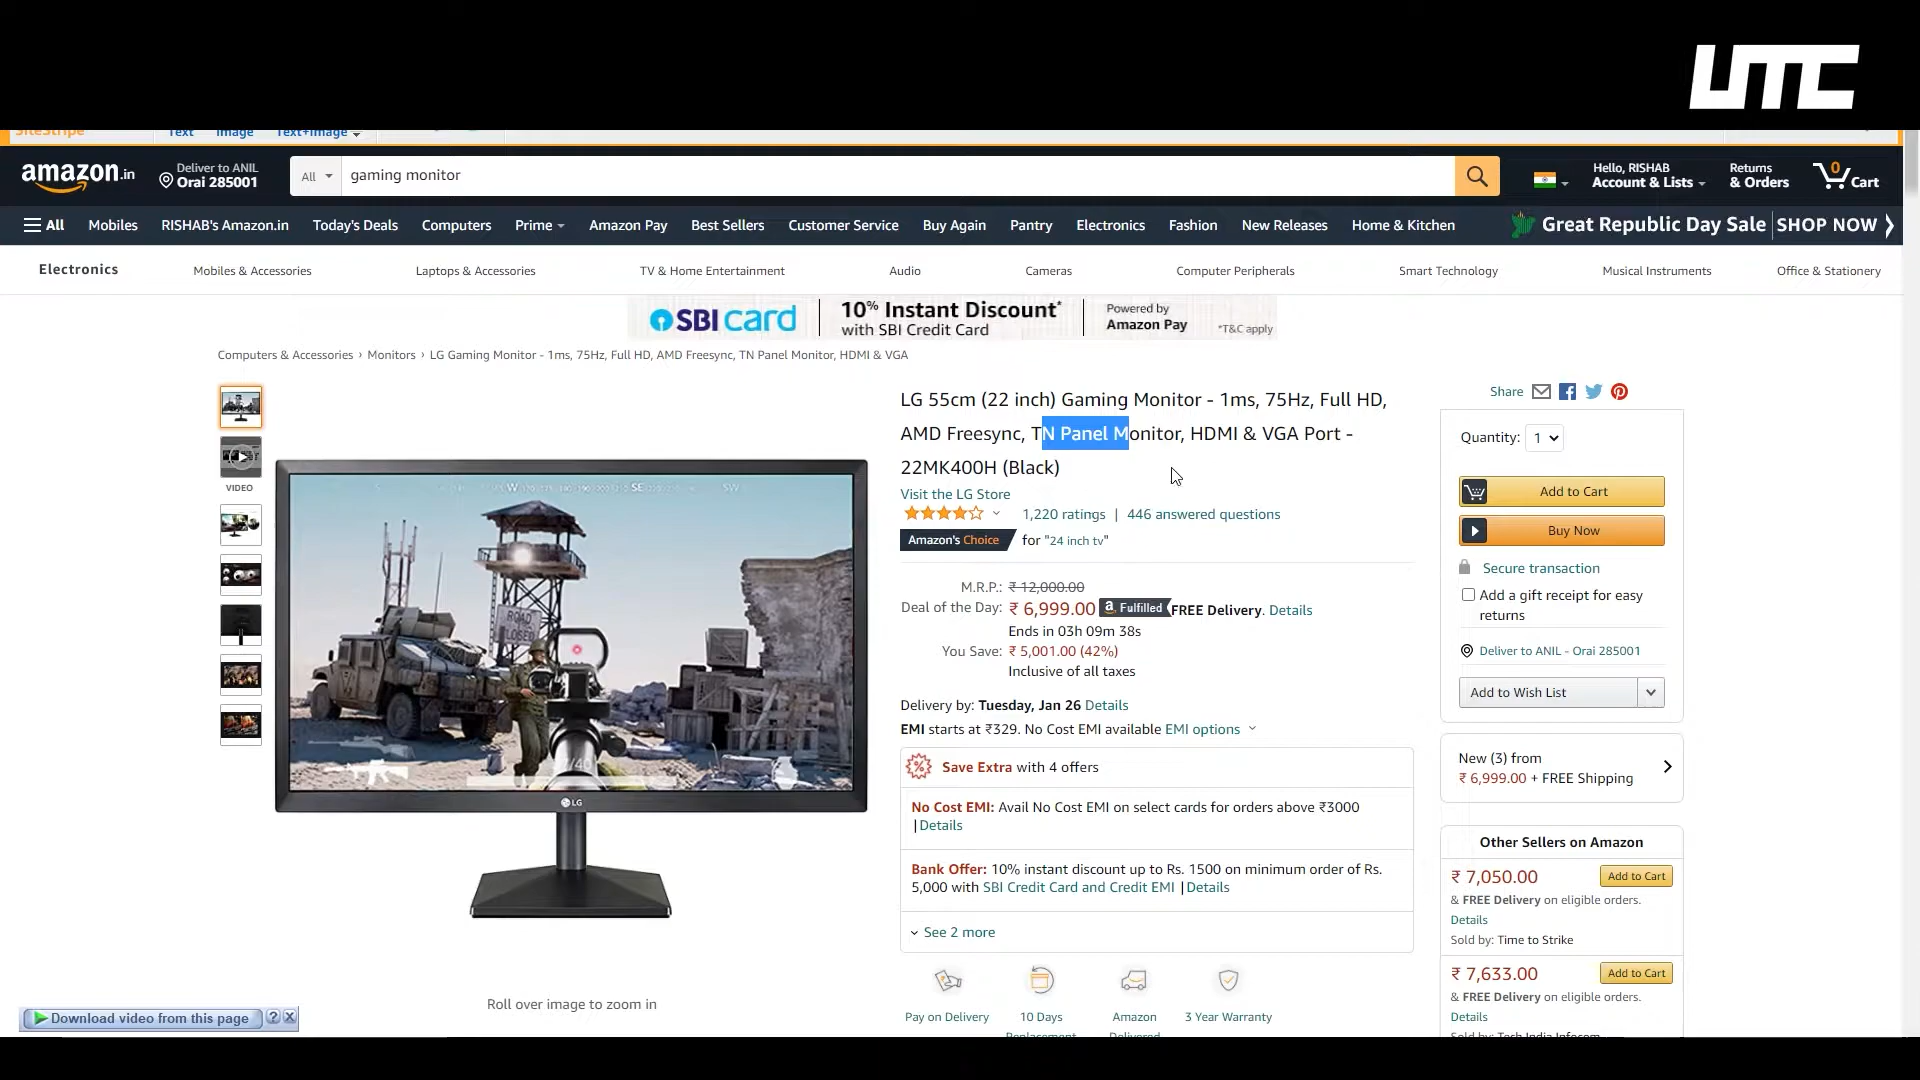 UTC
SiteStripe Text Image Text+Image
amazon.in
Deliver to ANIL
Orai 285001
All
gaming monitor
Hello, RISHAB
Account & Lists
Returns
& Orders
0
Cart
All Mobiles RISHAB's Amazon.in Today's Deals Computers Prime Amazon Pay Best Sellers Customer Service Buy Again Pantry Electronics Fashion New Releases Home & Kitchen Great Republic Day Sale SHOP NOW
Electronics Mobiles & Accessories Laptops & Accessories TV & Home Entertainment Audio Cameras Computer Peripherals Smart Technology Musical Instruments Office & Stationery
SBI card
10% Instant Discount*
with SBI Credit Card
Powered by
Amazon Pay
*T&C apply
Computers & Accessories › Monitors › LG Gaming Monitor - 1ms, 75Hz, Full HD, AMD Freesync, TN Panel Monitor, HDMI & VGA
VIDEO
W SE SW
ROAD
CLOSED
LG
Roll over image to zoom in
Download video from this page ? X
LG 55cm (22 inch) Gaming Monitor - 1ms, 75Hz, Full HD,
AMD Freesync, TN Panel Monitor, HDMI & VGA Port -
22MK400H (Black)
Visit the LG Store
1,220 ratings | 446 answered questions
Amazon's Choice for "24 inch tv"
M.R.P.: ₹ 12,000.00
Deal of the Day: ₹ 6,999.00 a Fulfilled FREE Delivery. Details
Ends in 03h 09m 38s
You Save: ₹ 5,001.00 (42%)
Inclusive of all taxes
Delivery by: Tuesday, Jan 26 Details
EMI starts at ₹329. No Cost EMI available EMI options
Save Extra with 4 offers
No Cost EMI: Avail No Cost EMI on select cards for orders above ₹3000
| Details
Bank Offer: 10% instant discount up to Rs. 1500 on minimum order of Rs.
5,000 with SBI Credit Card and Credit EMI | Details
See 2 more
Pay on Delivery
10 Days
Replacement
Amazon
Delivered
3 Year Warranty
Share
Quantity: 1
Add to Cart
Buy Now
Secure transaction
Add a gift receipt for easy
returns
Deliver to ANIL - Orai 285001
Add to Wish List
New (3) from
₹ 6,999.00 + FREE Shipping
Other Sellers on Amazon
₹ 7,050.00 Add to Cart
& FREE Delivery on eligible orders.
Details
Sold by: Time to Strike
₹ 7,633.00 Add to Cart
& FREE Delivery on eligible orders.
Details
Sold by: Tech India Infocom